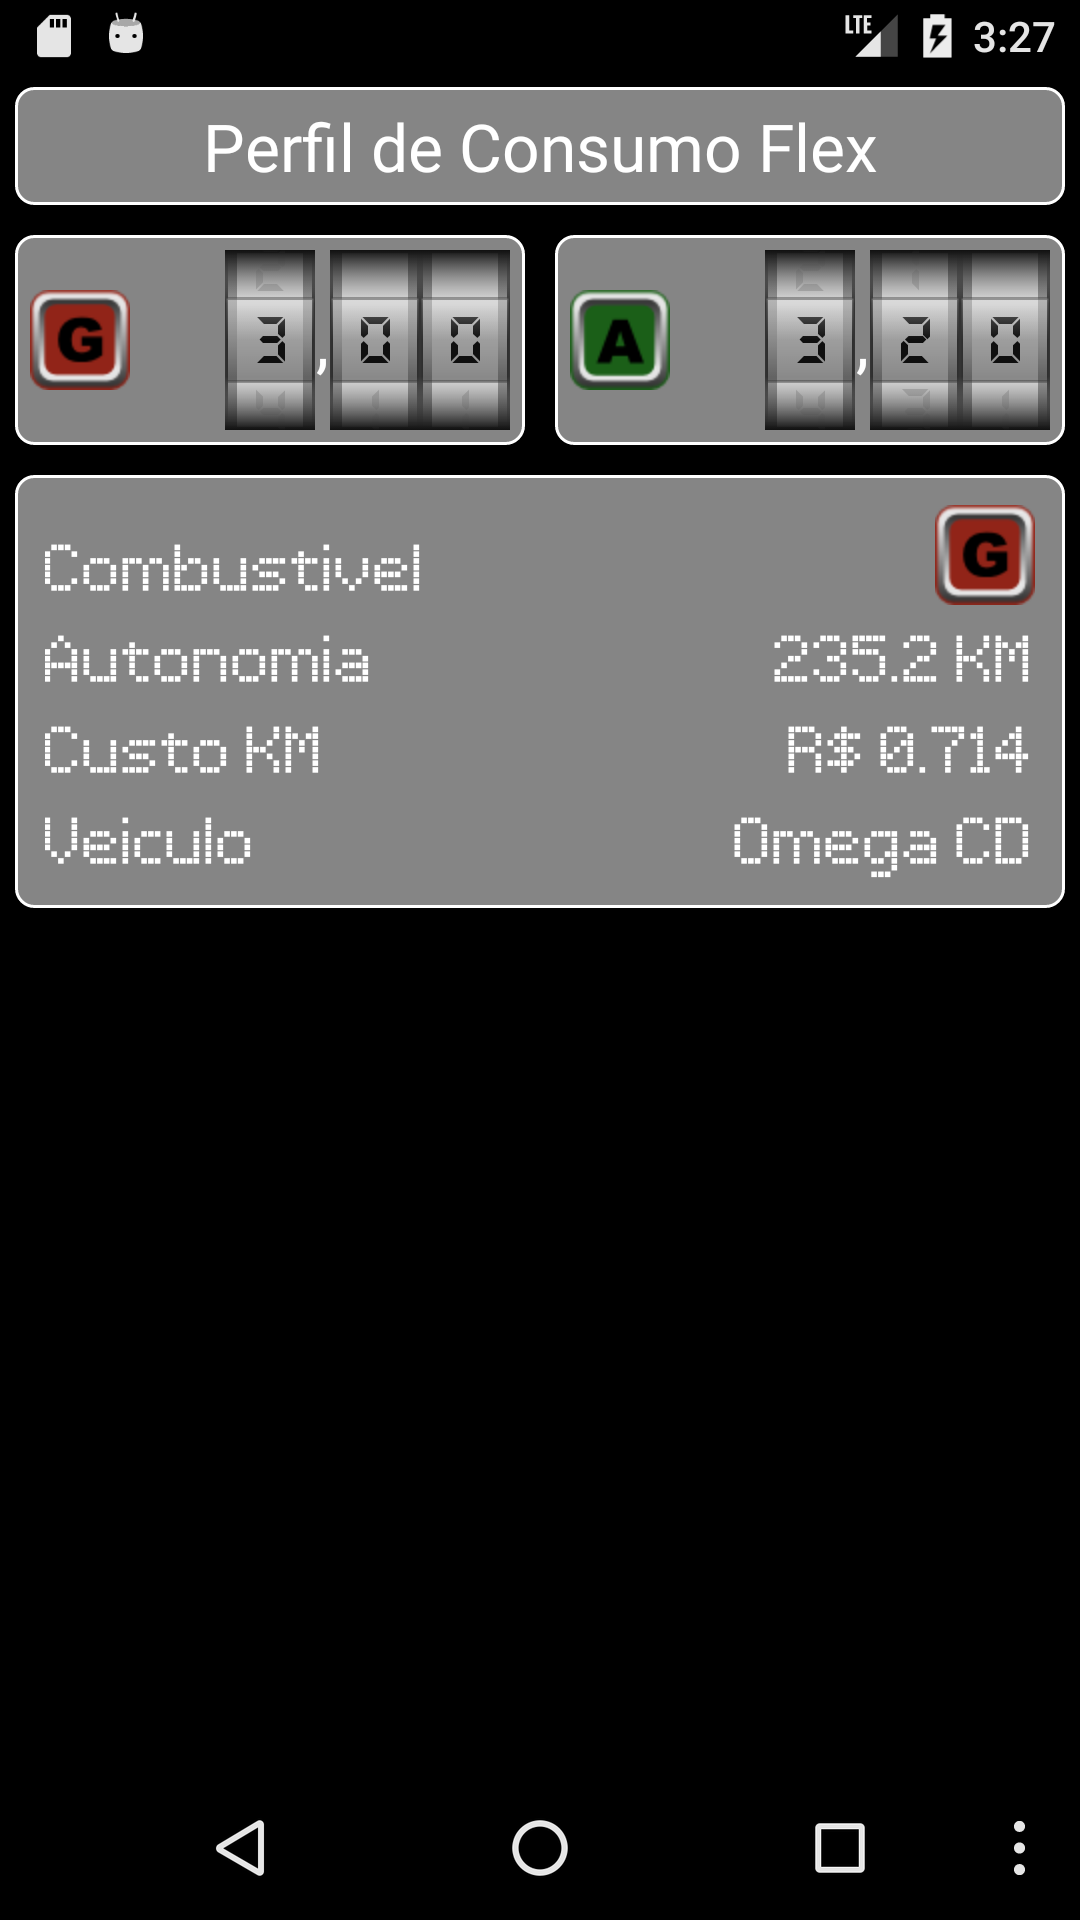 LTE 3:27
Perfil de Consumo Flex
G 3,00 A 3,20
Combustivel G
Autonomia 235.2 KM
Custo KM R$ 0.714
Veiculo Omega CD